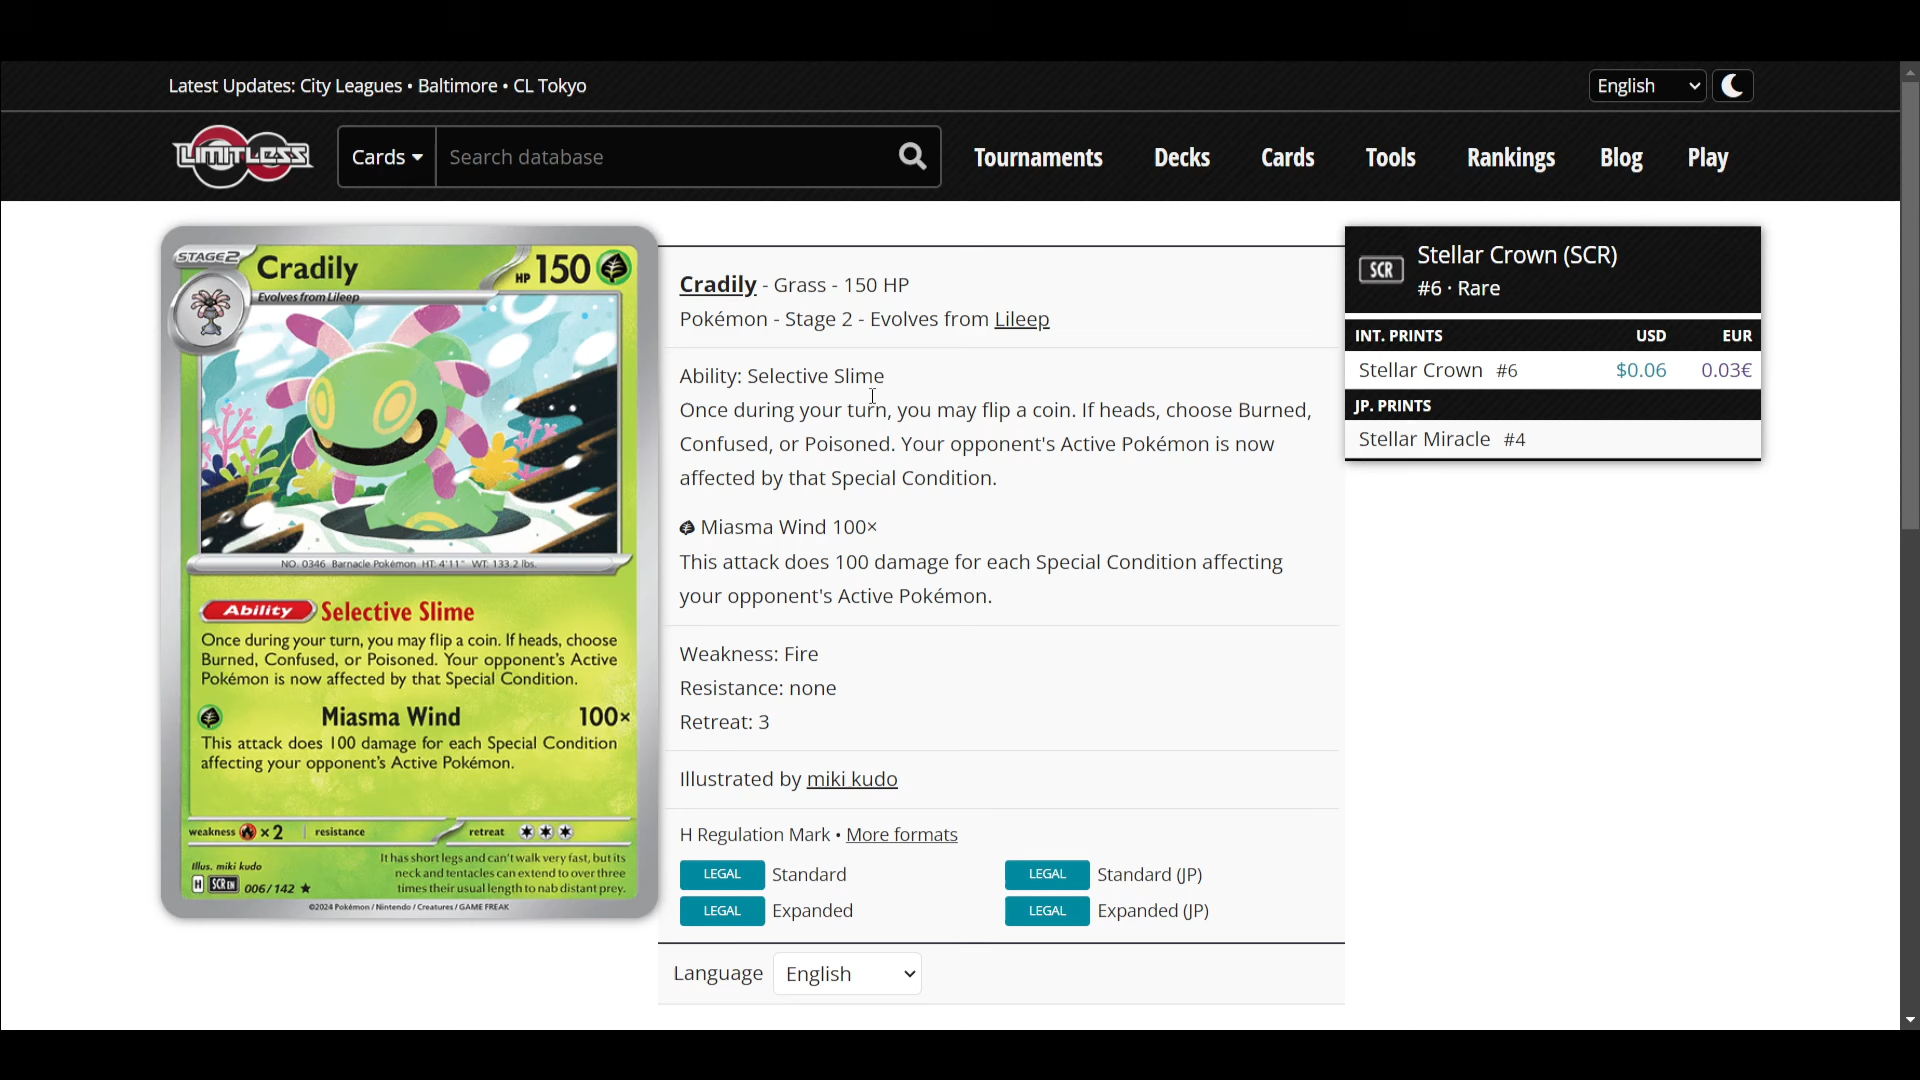 Latest Updates: City Leagues • Baltimore • CL Tokyo
English
LIMITLESS
Cards
Search database
Tournaments
Decks
Cards
Tools
Rankings
Blog
Play
STAGE2
Cradily
HP 150
Evolves from Lileep
NO. 0346 Barnacle Pokémon HT: 4'11" WT: 133.2 lbs.
Ability Selective Slime
Once during your turn, you may flip a coin. If heads, choose
Burned, Confused, or Poisoned. Your opponent's Active
Pokémon is now affected by that Special Condition.
Miasma Wind 100×
This attack does 100 damage for each Special Condition
affecting your opponent's Active Pokémon.
weakness ×2 resistance retreat
Illus. miki kudo
H SCR EN 006/142 ★
It has short legs and can't walk very fast, but its
neck and tentacles can extend to over three
times their usual length to nab distant prey.
©2024 Pokémon / Nintendo / Creatures / GAME FREAK
Cradily - Grass - 150 HP
Pokémon - Stage 2 - Evolves from Lileep
Ability: Selective Slime
Once during your turn, you may flip a coin. If heads, choose Burned,
Confused, or Poisoned. Your opponent's Active Pokémon is now
affected by that Special Condition.
Miasma Wind 100×
This attack does 100 damage for each Special Condition affecting
your opponent's Active Pokémon.
Weakness: Fire
Resistance: none
Retreat: 3
Illustrated by miki kudo
H Regulation Mark • More formats
LEGAL Standard LEGAL Standard (JP)
LEGAL Expanded LEGAL Expanded (JP)
Language English
SCR
Stellar Crown (SCR)
#6 · Rare
INT. PRINTS USD EUR
Stellar Crown #6 $0.06 0.03€
JP. PRINTS
Stellar Miracle #4